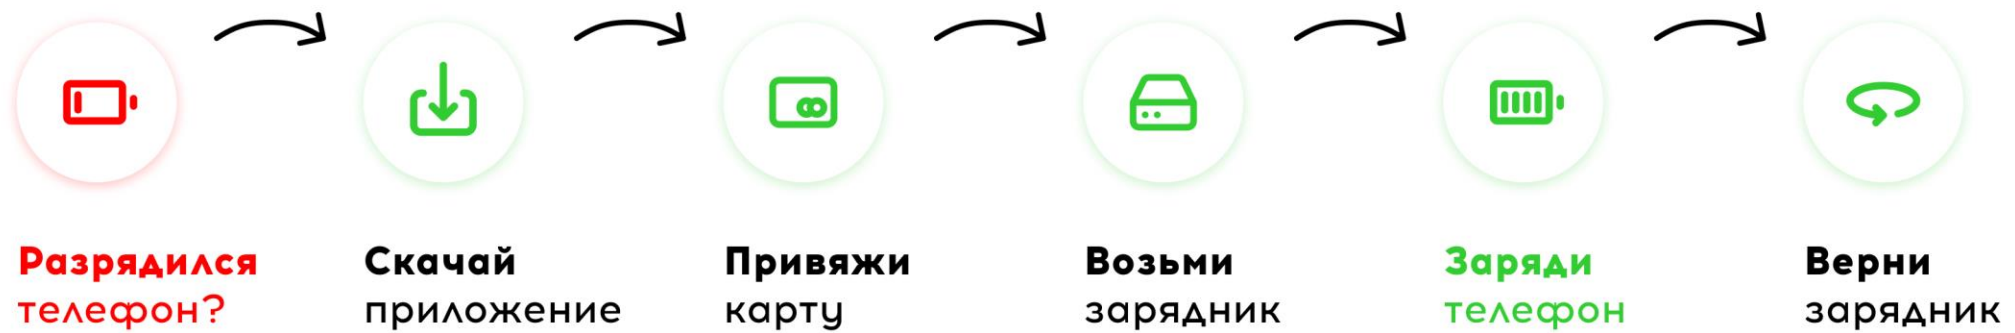 Разрядился
телефон?
Скачай
приложение
Привяжи
карту
Возьми
зарядник
Заряди
телефон
Верни
зарядник